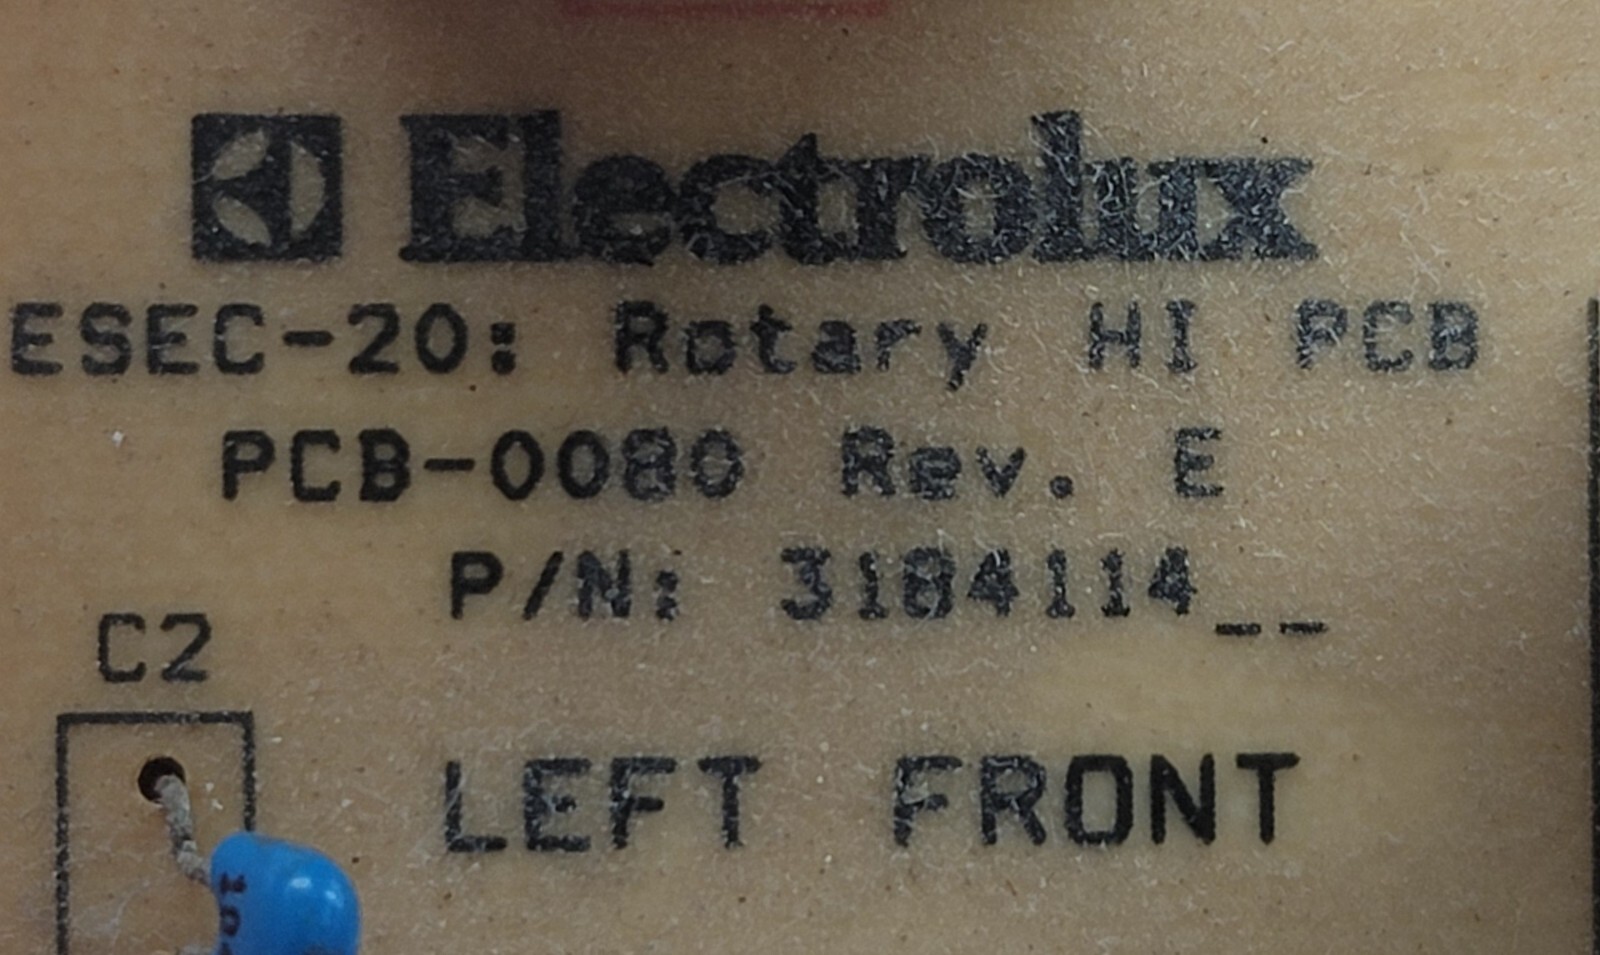 Electrolux
ESEC-20: Rotary HI PCB
PCB-0080 Rev. E
P/N: 3184114__
C2
LEFT FRONT